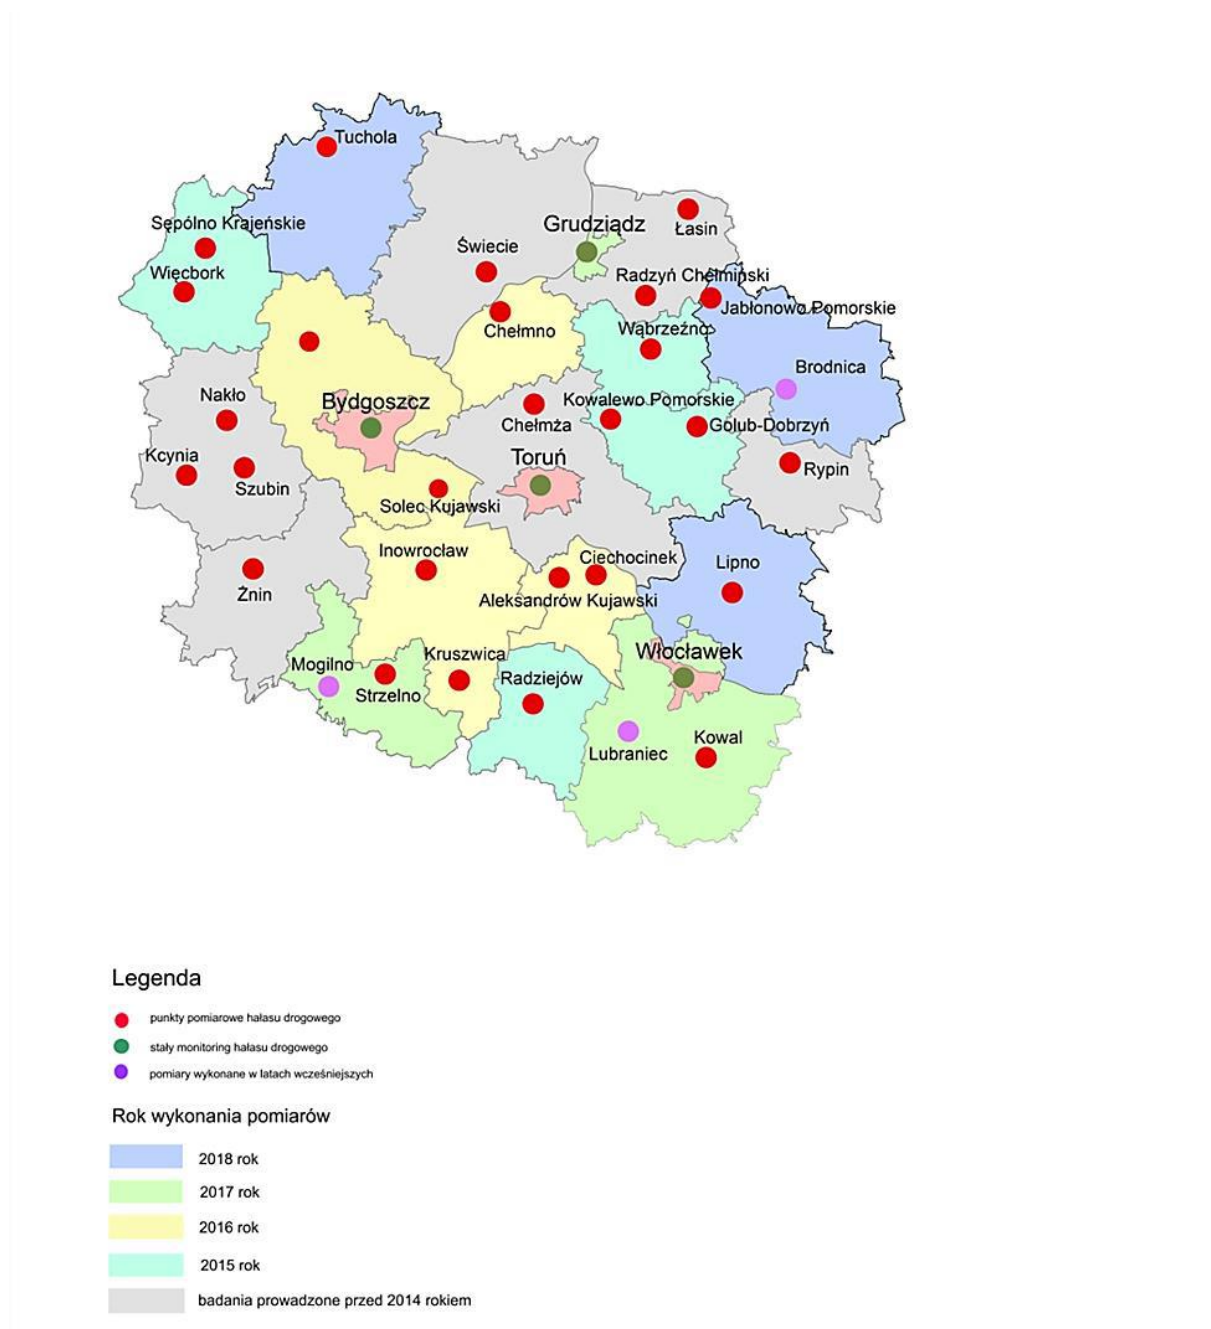 Tuchola
Sępólno Krajeńskie
Grudziądz
Łasin
Świecie
Więcbork
Radzyń Chełmiński
Jabłonowo Pomorskie
Chełmno
Wąbrzeźno
Brodnica
Nakło
Bydgoszcz
Kowalewo Pomorskie
Chełmża
Golub-Dobrzyń
Kcynia
Toruń
Rypin
Szubin
Solec Kujawski
Inowrocław
Ciechocinek
Lipno
Żnin
Aleksandrów Kujawski
Kruszwica
Włocławek
Mogilno
Radziejów
Strzelno
Kowal
Lubraniec
Legenda
punkty pomiarowe hałasu drogowego
stały monitoring hałasu drogowego
pomiary wykonane w latach wcześniejszych
Rok wykonania pomiarów
2018 rok
2017 rok
2016 rok
2015 rok
badania prowadzone przed 2014 rokiem